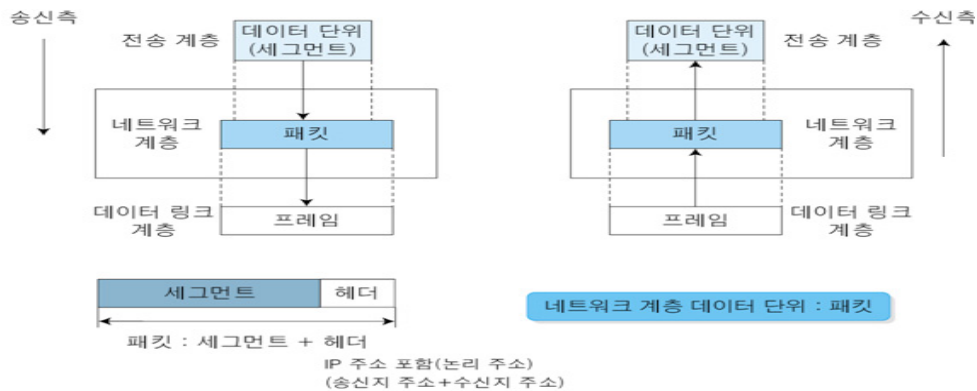 송신측
전송 계층
데이터 단위
(세그먼트)
네트워크
계층
패킷
데이터 링크
계층
프레임
수신측
데이터 단위
(세그먼트)
전송 계층
패킷
네트워크
계층
프레임
데이터 링크
계층
세그먼트
헤더
패킷 : 세그먼트 + 헤더
IP 주소 포함(논리 주소)
(송신지 주소+수신지 주소)
네트워크 계층 데이터 단위 : 패킷